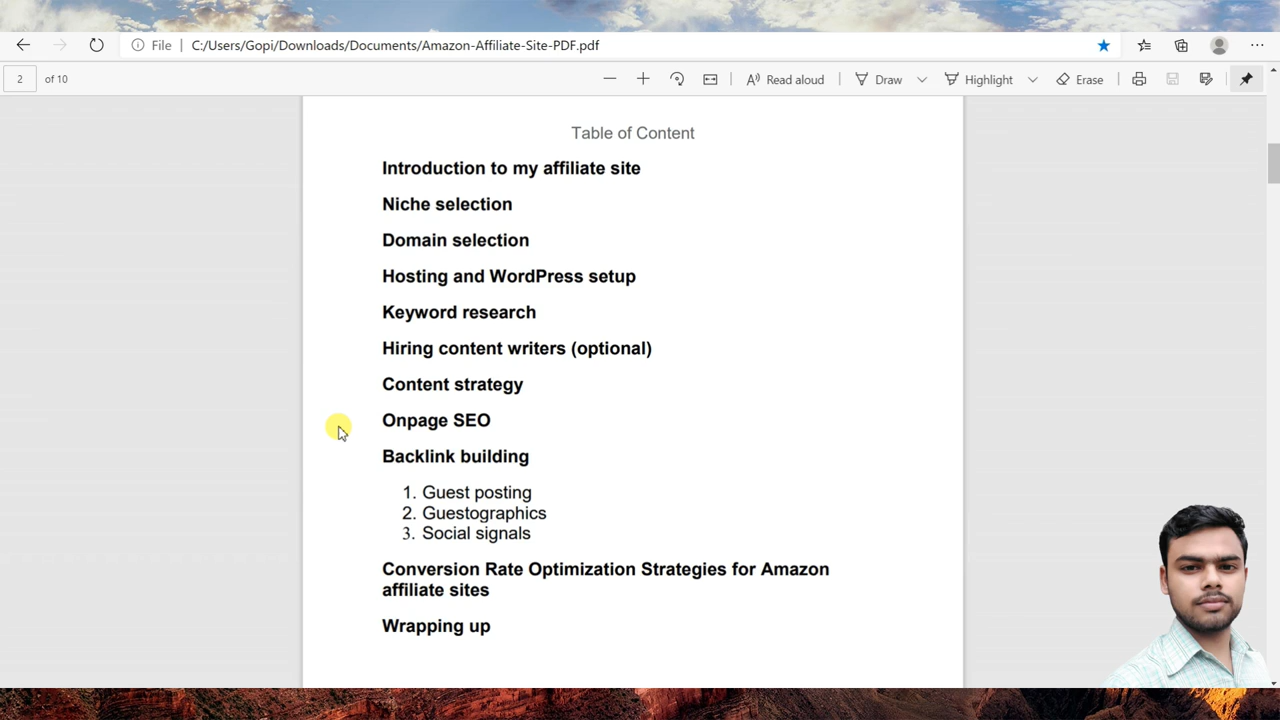 File | C:/Users/Gopi/Downloads/Documents/Amazon-Affiliate-Site-PDF.pdf
2 of 10 Read aloud Draw Highlight Erase
Table of Content
Introduction to my affiliate site
Niche selection
Domain selection
Hosting and WordPress setup
Keyword research
Hiring content writers (optional)
Content strategy
Onpage SEO
Backlink building
1. Guest posting
2. Guestographics
3. Social signals
Conversion Rate Optimization Strategies for Amazon
affiliate sites
Wrapping up